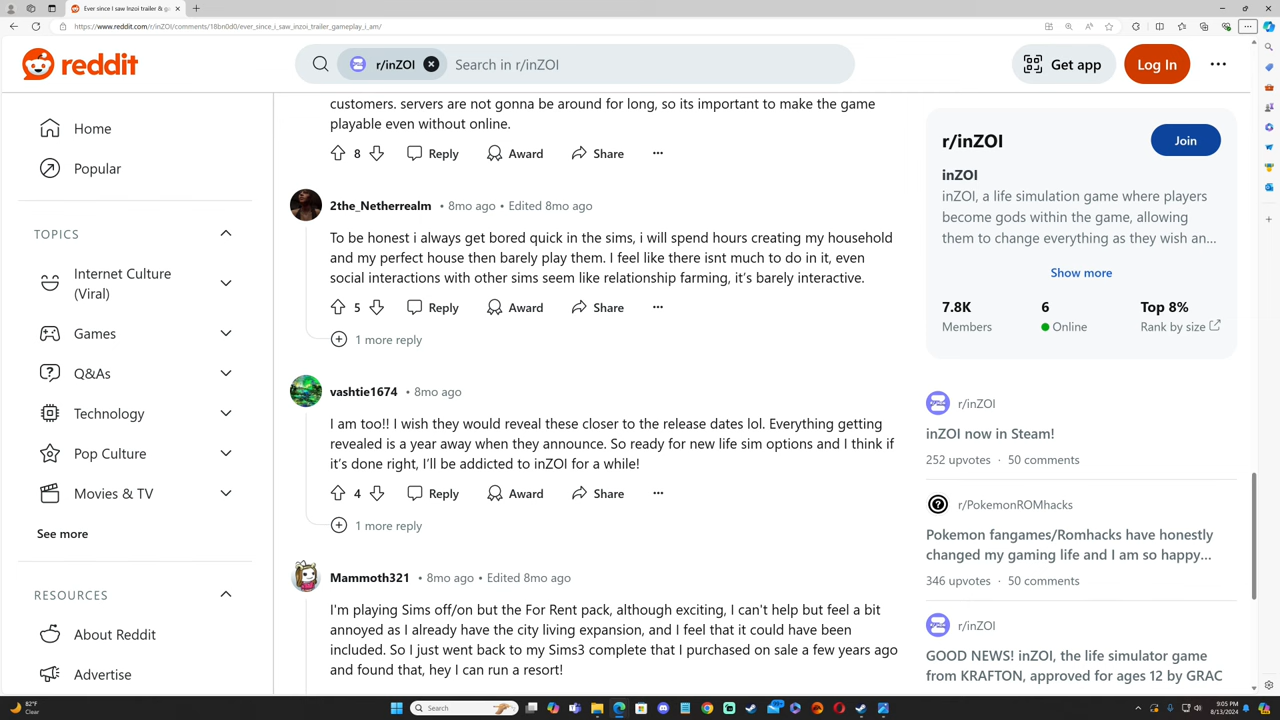 Ever since I saw Inzoi trailer & g
https://www.reddit.com/r/inZOI/comments/18bn0d0/ever_since_i_saw_inzoi_trailer_gameplay_i_am/
reddit
r/inZOI
Search in r/inZOI
Get app
Log In
Home
Popular
TOPICS
Internet Culture
(Viral)
Games
Q&As
Technology
Pop Culture
Movies & TV
See more
RESOURCES
About Reddit
Advertise
customers. servers are not gonna be around for long, so its important to make the game
playable even without online.
8 Reply Award Share
2the_Netherrealm • 8mo ago • Edited 8mo ago
To be honest i always get bored quick in the sims, i will spend hours creating my household
and my perfect house then barely play them. I feel like there isnt much to do in it, even
social interactions with other sims seem like relationship farming, it's barely interactive.
5 Reply Award Share
1 more reply
vashtie1674 • 8mo ago
I am too!! I wish they would reveal these closer to the release dates lol. Everything getting
revealed is a year away when they announce. So ready for new life sim options and I think if
it's done right, I'll be addicted to inZOI for a while!
4 Reply Award Share
1 more reply
Mammoth321 • 8mo ago • Edited 8mo ago
I'm playing Sims off/on but the For Rent pack, although exciting, I can't help but feel a bit
annoyed as I already have the city living expansion, and I feel that it could have been
included. So I just went back to my Sims3 complete that I purchased on sale a few years ago
and found that, hey I can run a resort!
r/inZOI
Join
inZOI
inZOI, a life simulation game where players
become gods within the game, allowing
them to change everything as they wish an...
Show more
7.8K 6 Top 8%
Members Online Rank by size
r/inZOI
inZOI now in Steam!
252 upvotes · 50 comments
r/PokemonROMhacks
Pokemon fangames/Romhacks have honestly
changed my gaming life and I am so happy...
346 upvotes · 50 comments
r/inZOI
GOOD NEWS! inZOI, the life simulator game
from KRAFTON, approved for ages 12 by GRAC
82°F
Clear
Search
9:05 PM
8/13/2024